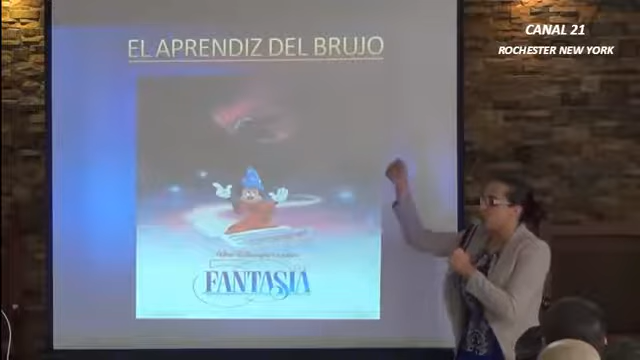 CANAL 21
ROCHESTER NEW YORK
EL APRENDIZ DEL BRUJO
FANTASIA